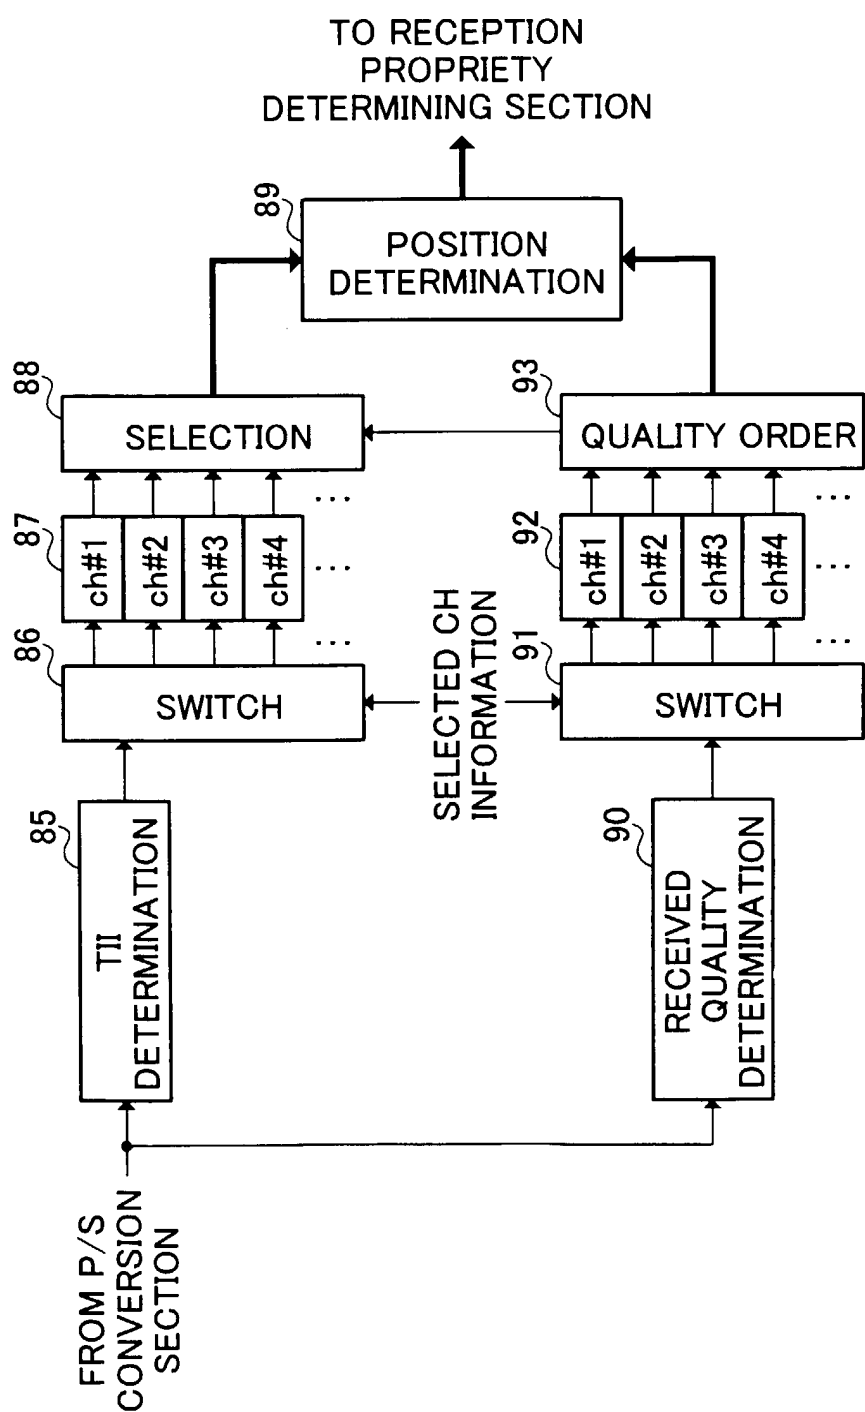 TO RECEPTION
PROPRIETY
DETERMINING SECTION
89
POSITION
DETERMINATION
88
SELECTION
93
QUALITY ORDER
87
ch#1
ch#2
ch#3
ch#4
...
...
92
ch#1
ch#2
ch#3
ch#4
...
...
86
SWITCH
...
SELECTED CH
INFORMATION
91
SWITCH
...
85
TII
DETERMINATION
90
RECEIVED
QUALITY
DETERMINATION
FROM P/S
CONVERSION
SECTION